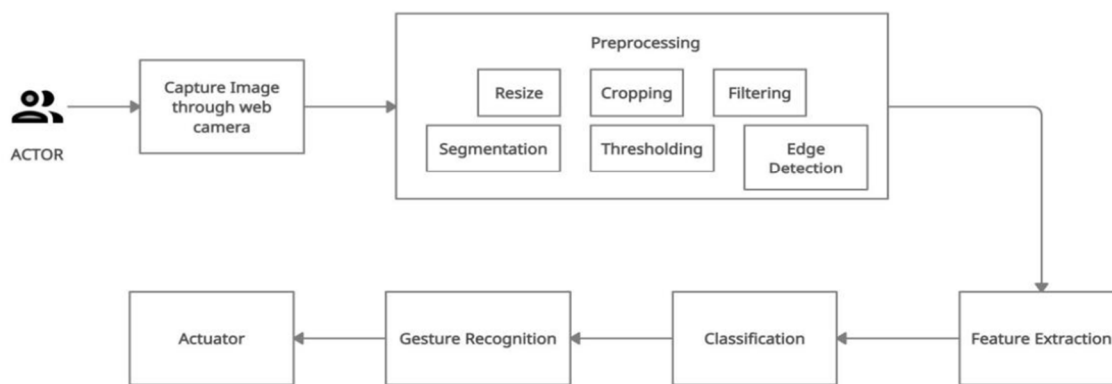 Preprocessing
Capture Image
through web
camera
Resize
Cropping
Filtering
ACTOR
Segmentation
Thresholding
Edge
Detection
Actuator
Gesture Recognition
Classification
Feature Extraction